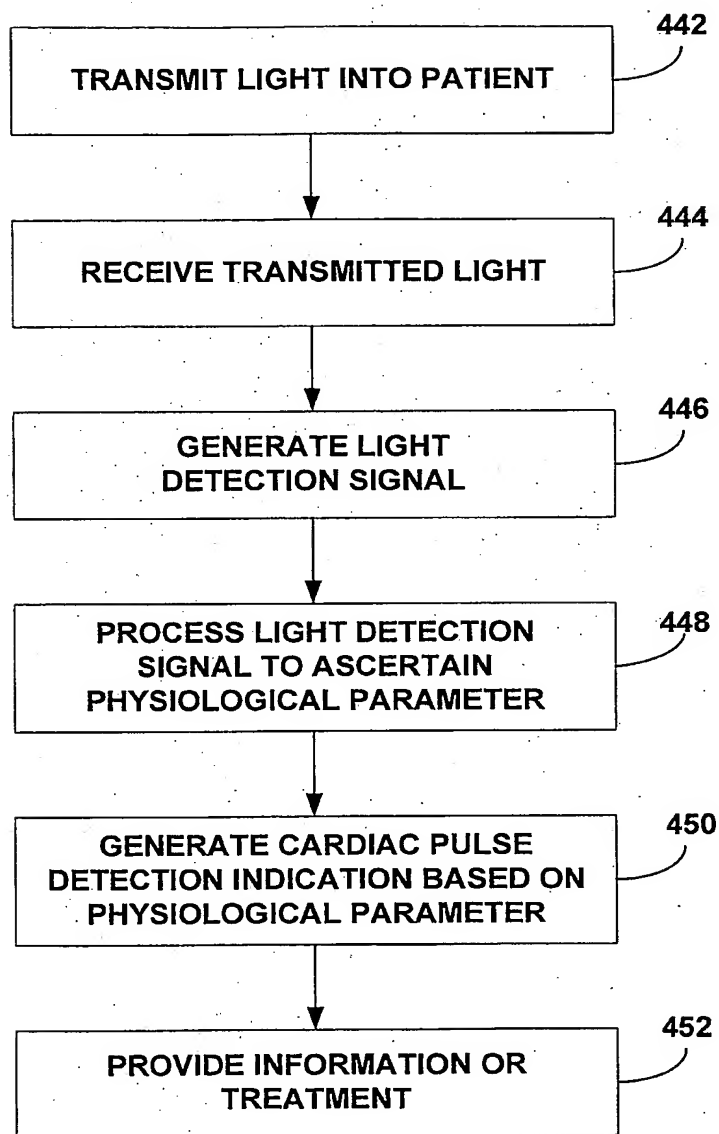 442
TRANSMIT LIGHT INTO PATIENT
444
RECEIVE TRANSMITTED LIGHT
446
GENERATE LIGHT
DETECTION SIGNAL
448
PROCESS LIGHT DETECTION
SIGNAL TO ASCERTAIN
PHYSIOLOGICAL PARAMETER
450
GENERATE CARDIAC PULSE
DETECTION INDICATION BASED ON
PHYSIOLOGICAL PARAMETER
452
PROVIDE INFORMATION OR
TREATMENT